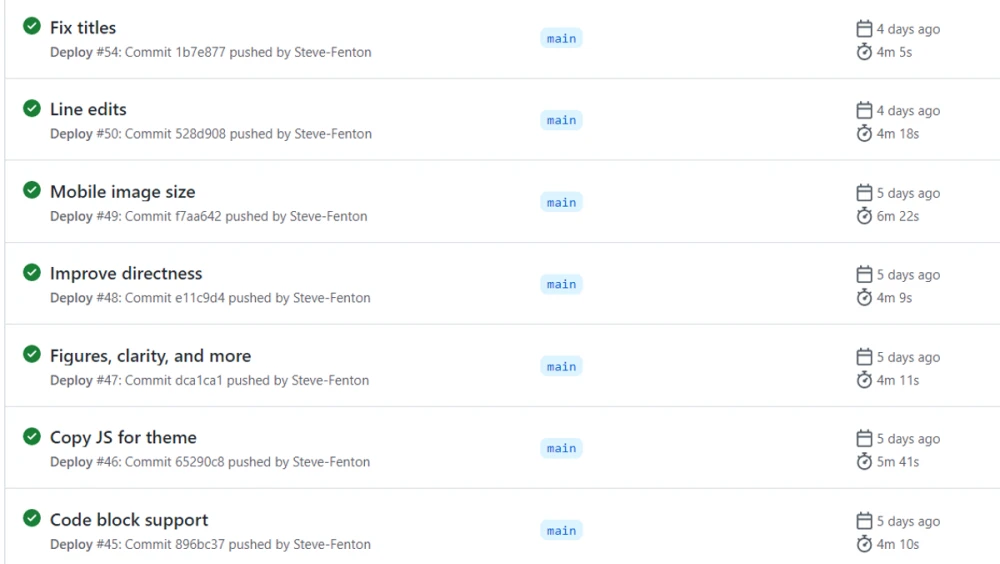 Fix titles
Deploy #54: Commit 1b7e877 pushed by Steve-Fenton
main
4 days ago
4m 5s
Line edits
Deploy #50: Commit 528d908 pushed by Steve-Fenton
main
4 days ago
4m 18s
Mobile image size
Deploy #49: Commit f7aa642 pushed by Steve-Fenton
main
5 days ago
6m 22s
Improve directness
Deploy #48: Commit e11c9d4 pushed by Steve-Fenton
main
5 days ago
4m 9s
Figures, clarity, and more
Deploy #47: Commit dca1ca1 pushed by Steve-Fenton
main
5 days ago
4m 11s
Copy JS for theme
Deploy #46: Commit 65290c8 pushed by Steve-Fenton
main
5 days ago
5m 41s
Code block support
Deploy #45: Commit 896bc37 pushed by Steve-Fenton
main
5 days ago
4m 10s